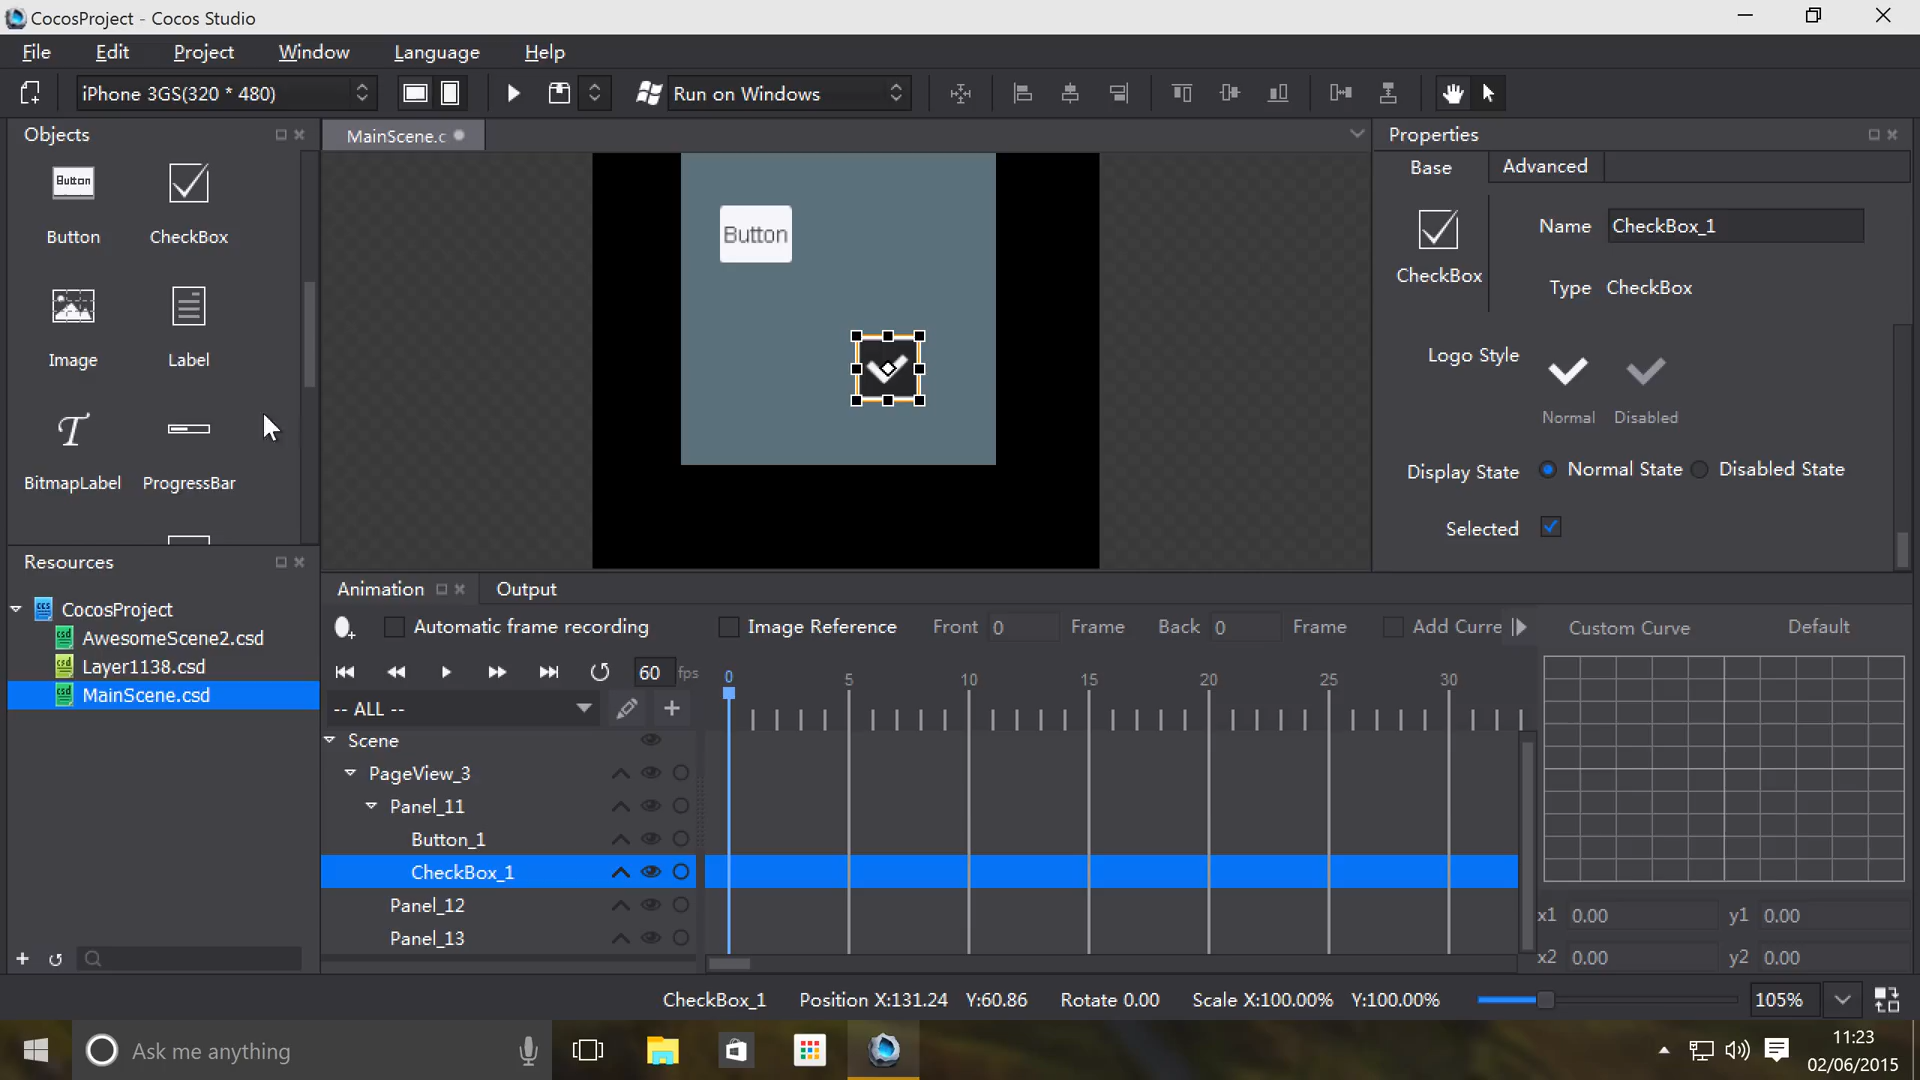 CocosProject - Cocos Studio
File Edit Project Window Language Help
iPhone 3GS(320 * 480) Run on Windows
Objects
Button
Button CheckBox
Image Label
BitmapLabel ProgressBar
Resources
CocosProject
AwesomeScene2.csd
Layer1138.csd
MainScene.csd
MainScene.c
Button
Properties
Base Advanced
CheckBox
Name CheckBox_1
Type CheckBox
Logo Style
Normal Disabled
Display State Normal State Disabled State
Selected
Animation Output
Automatic frame recording Image Reference Front 0 Frame Back 0 Frame Add Curre
60 fps
-- ALL --
0 5 10 15 20 25 30
Scene
PageView_3
Panel_11
Button_1
CheckBox_1
Panel_12
Panel_13
Custom Curve Default
x1 0.00 y1 0.00
x2 0.00 y2 0.00
CheckBox_1 Position X:131.24 Y:60.86 Rotate 0.00 Scale X:100.00% Y:100.00% 105%
Ask me anything
11:23
02/06/2015